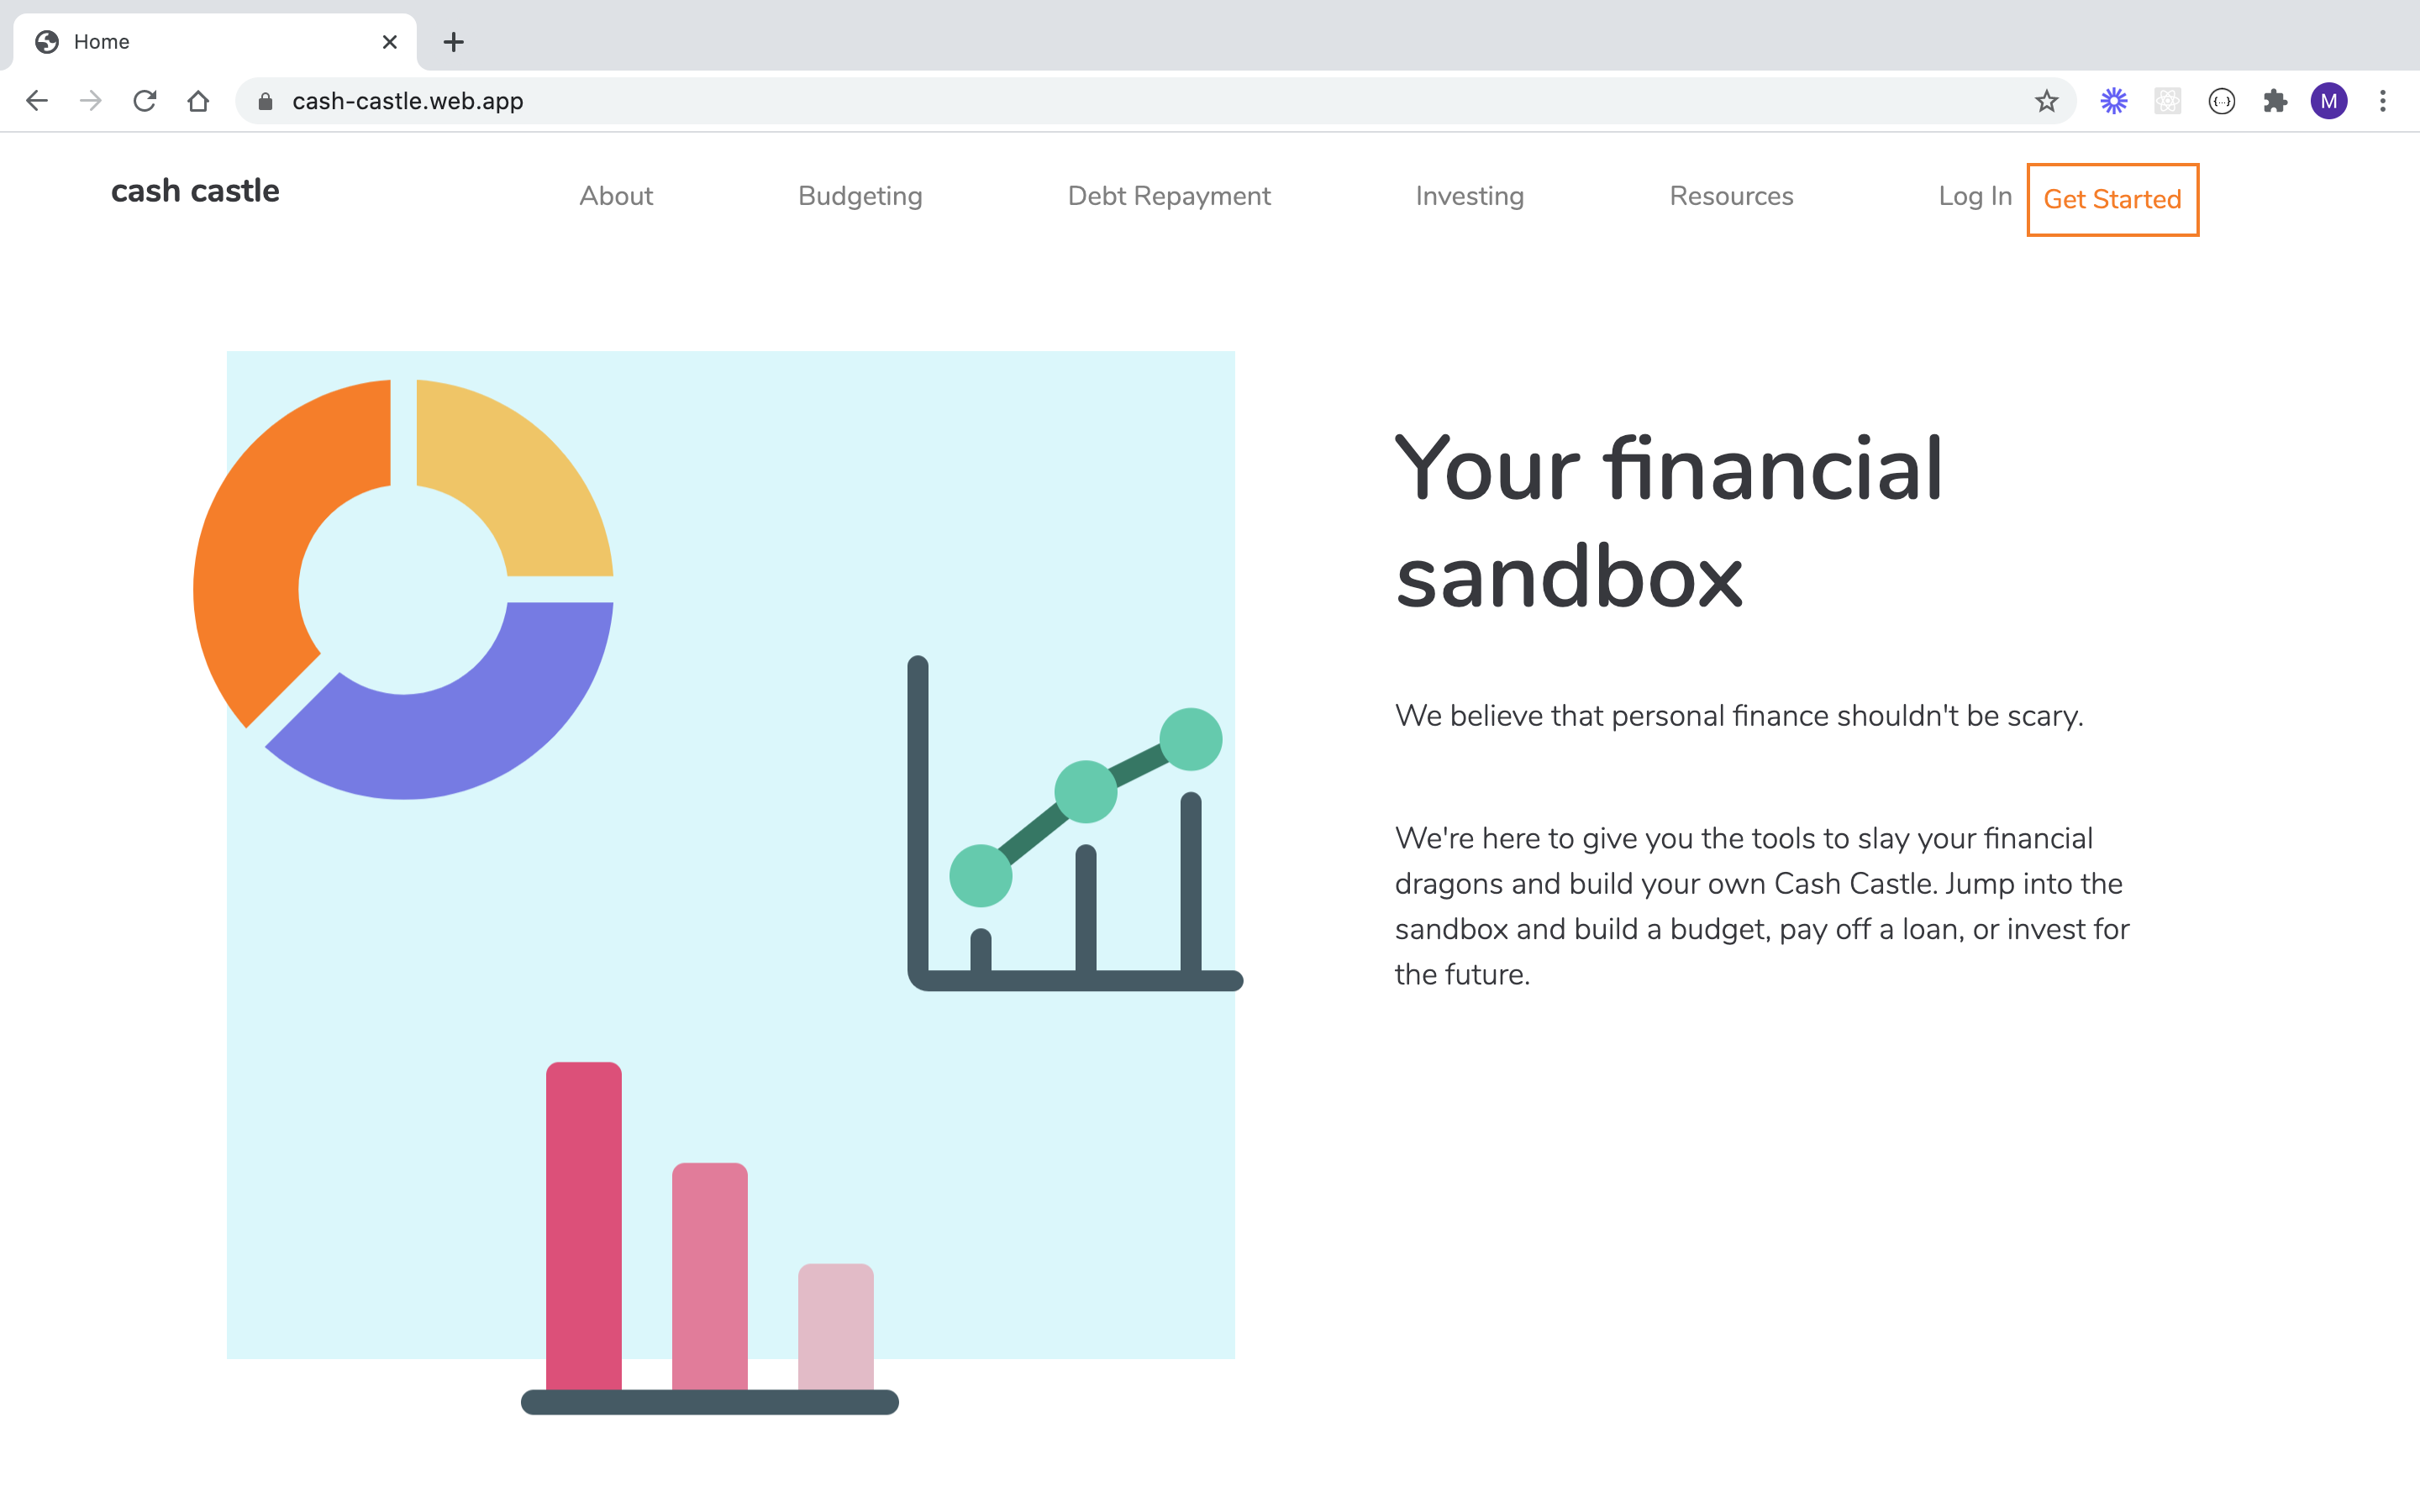 Home
cash-castle.web.app
M
cash castle
About
Budgeting
Debt Repayment
Investing
Resources
Log In
Get Started
Your financial
sandbox
We believe that personal finance shouldn't be scary.
We're here to give you the tools to slay your financial
dragons and build your own Cash Castle. Jump into the
sandbox and build a budget, pay off a loan, or invest for
the future.